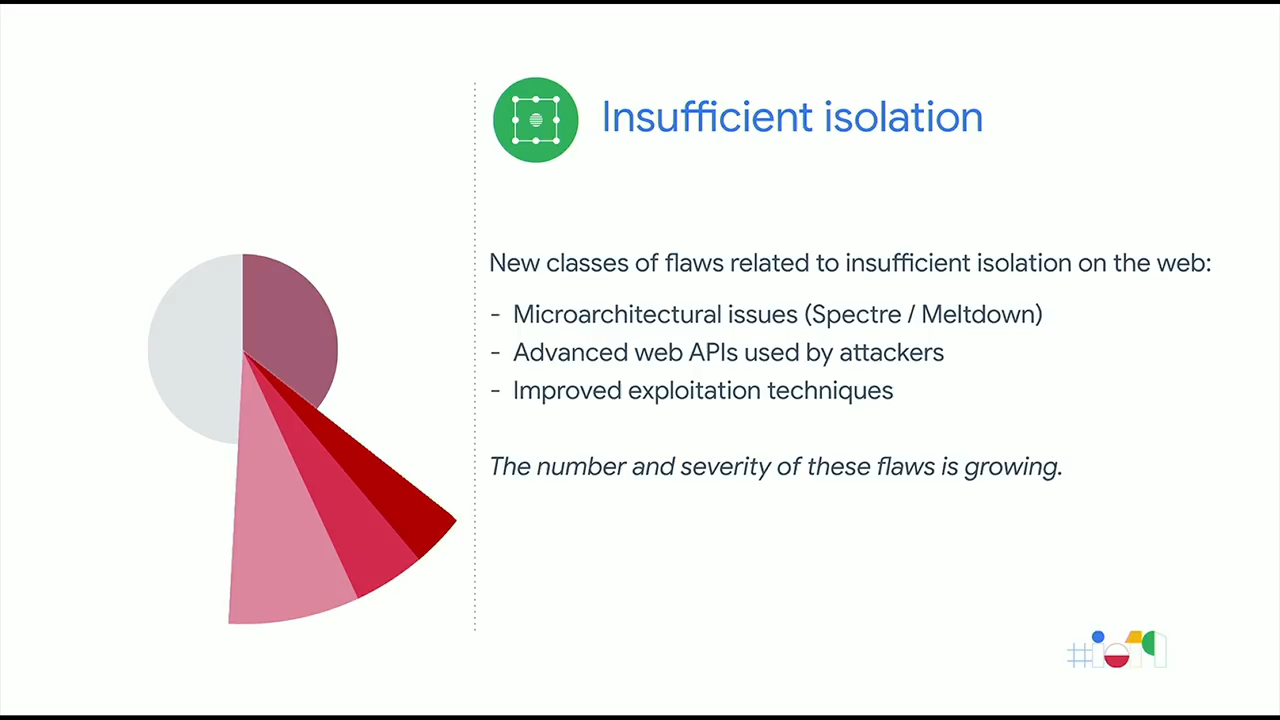 Insufficient isolation
New classes of flaws related to insufficient isolation on the web:
- Microarchitectural issues (Spectre / Meltdown)
- Advanced web APIs used by attackers
- Improved exploitation techniques
The number and severity of these flaws is growing.
#io19